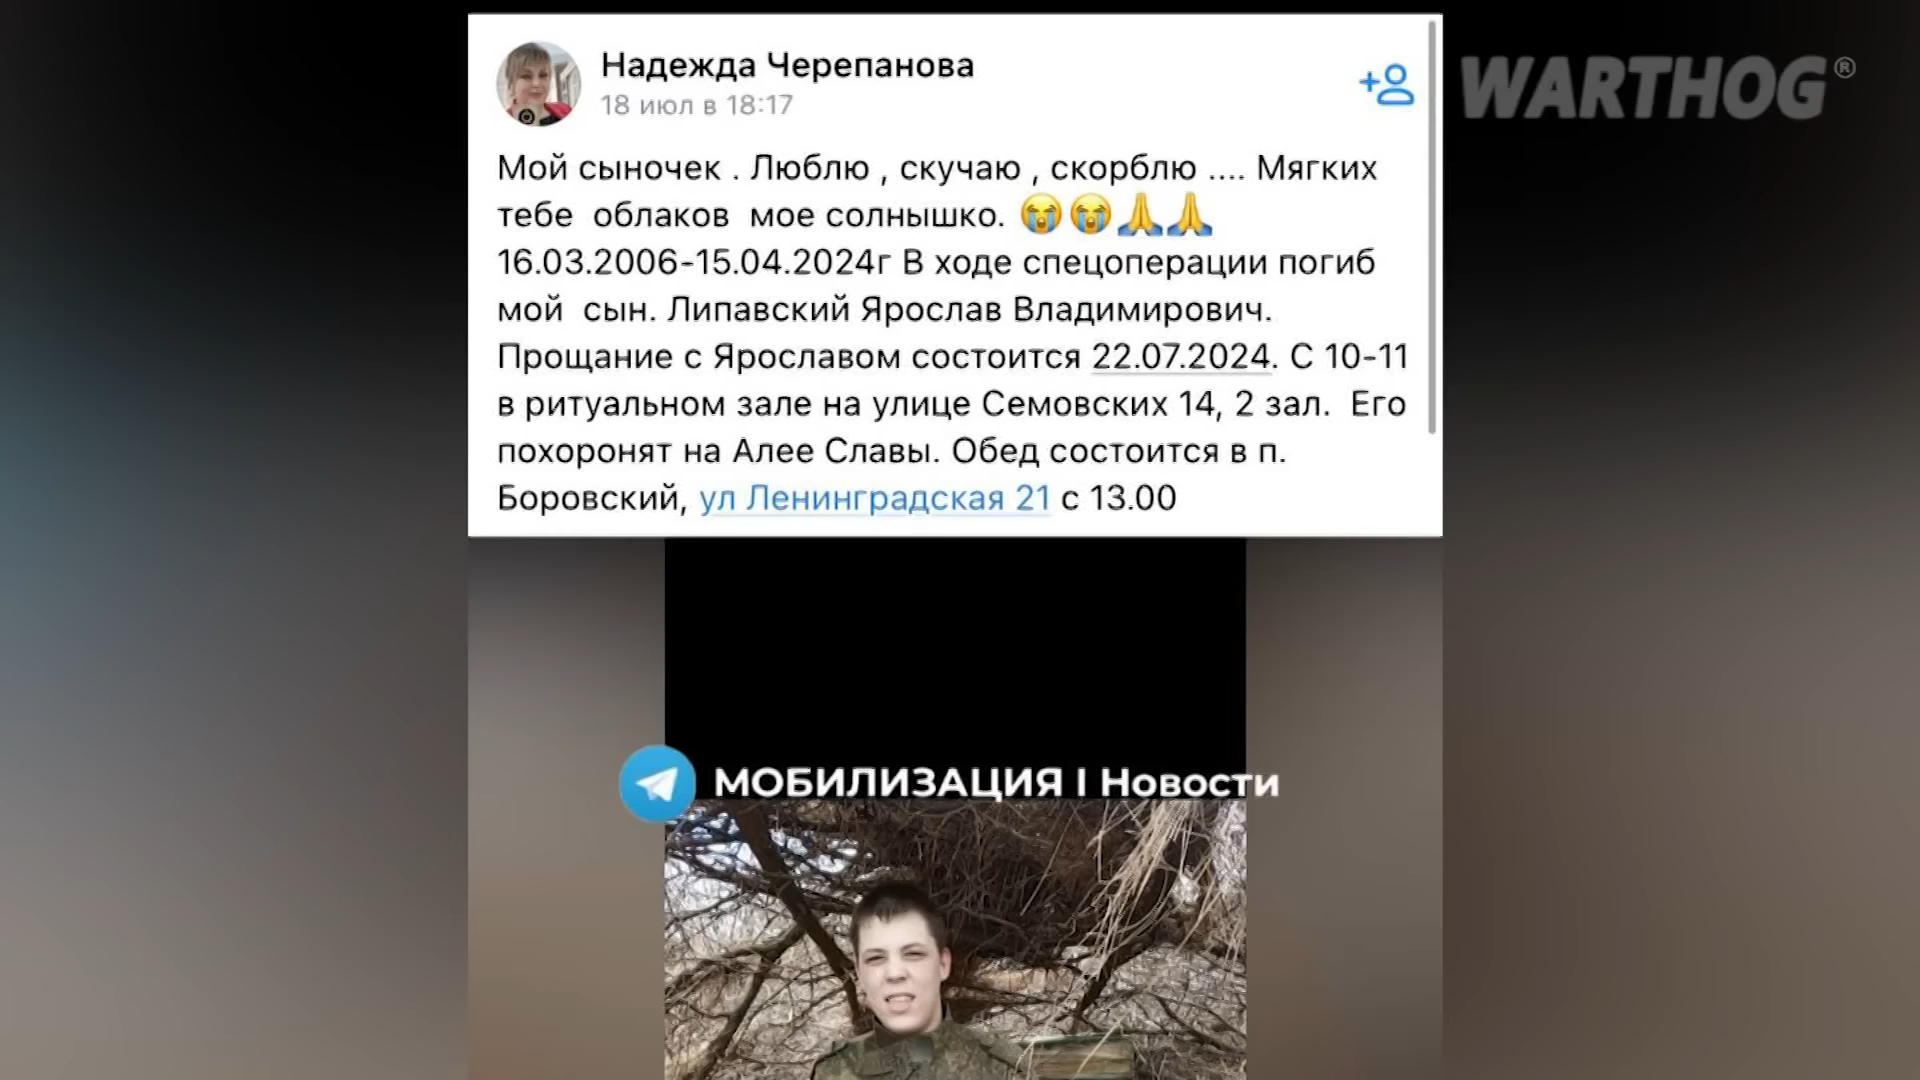 Надежда Черепанова
18 июл в 18:17
WARTHOG®
Мой сыночек . Люблю , скучаю , скорблю .... Мягких
тебе облаков мое солнышко. 😭😭🙏🙏
16.03.2006-15.04.2024г В ходе спецоперации погиб
мой сын. Липавский Ярослав Владимирович.
Прощание с Ярославом состоится 22.07.2024. С 10-11
в ритуальном зале на улице Семовских 14, 2 зал. Его
похоронят на Алее Славы. Обед состоится в п.
Боровский, ул Ленинградская 21 с 13.00
МОБИЛИЗАЦИЯ | Новости